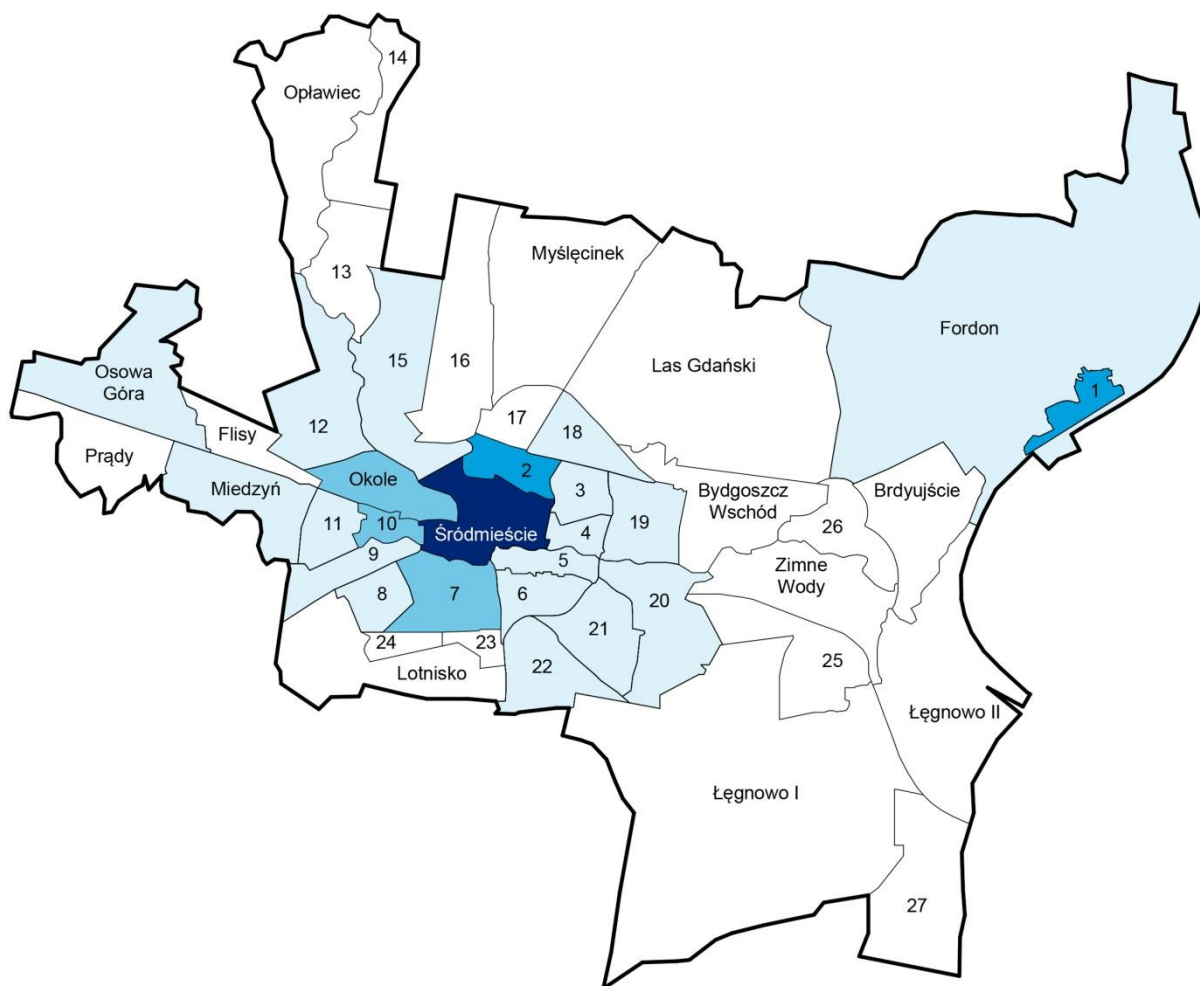 14
Opławiec
Myślęcinek
13
Fordon
15
16
Las Gdański
Osowa
Góra
1
17
12
Flisy
18
Prądy
2
Okole
Miedzyń
3
Bydgoszcz
Wschód
Brdyujście
11
10
19
26
4
Śródmieście
9
5
Zimne
Wody
8
7
6
20
21
24
23
25
22
Lotnisko
Łęgnowo II
Łęgnowo I
27